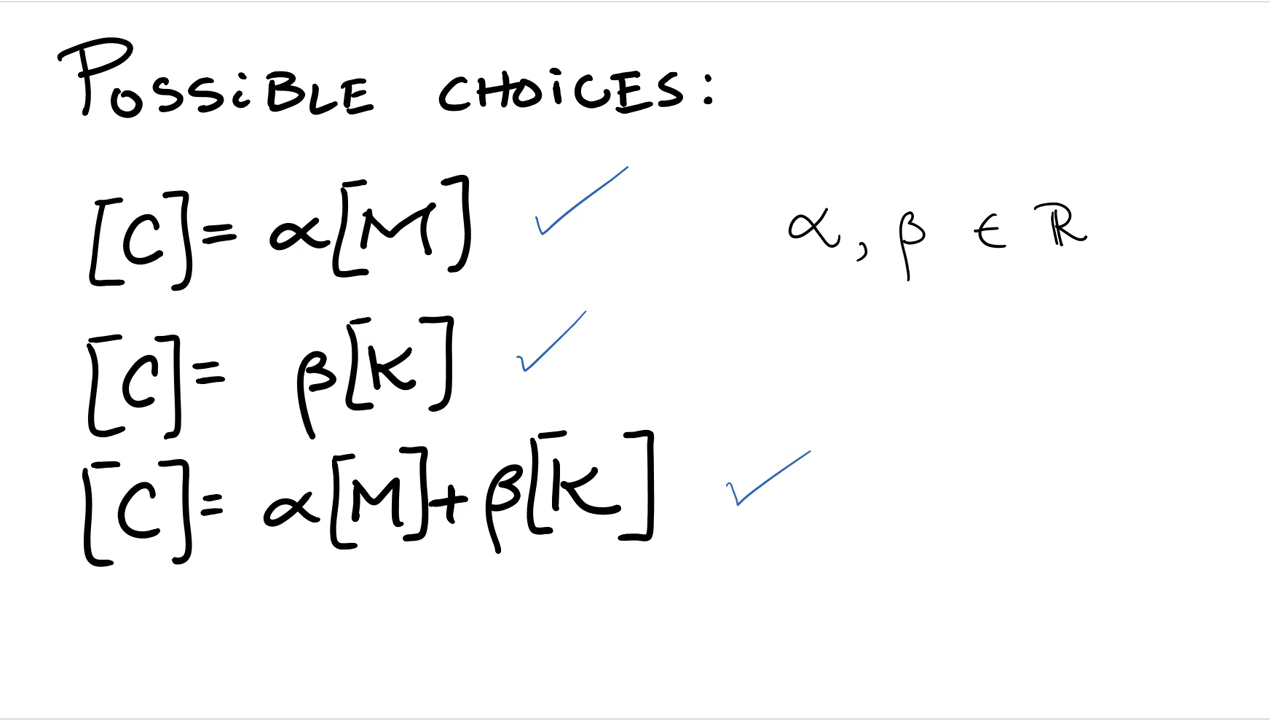 POSSiBLE CHOiCES:
[C] = α[M]
α, β ∈ ℝ
[C] = β[K]
[C] = α[M] + β[K]